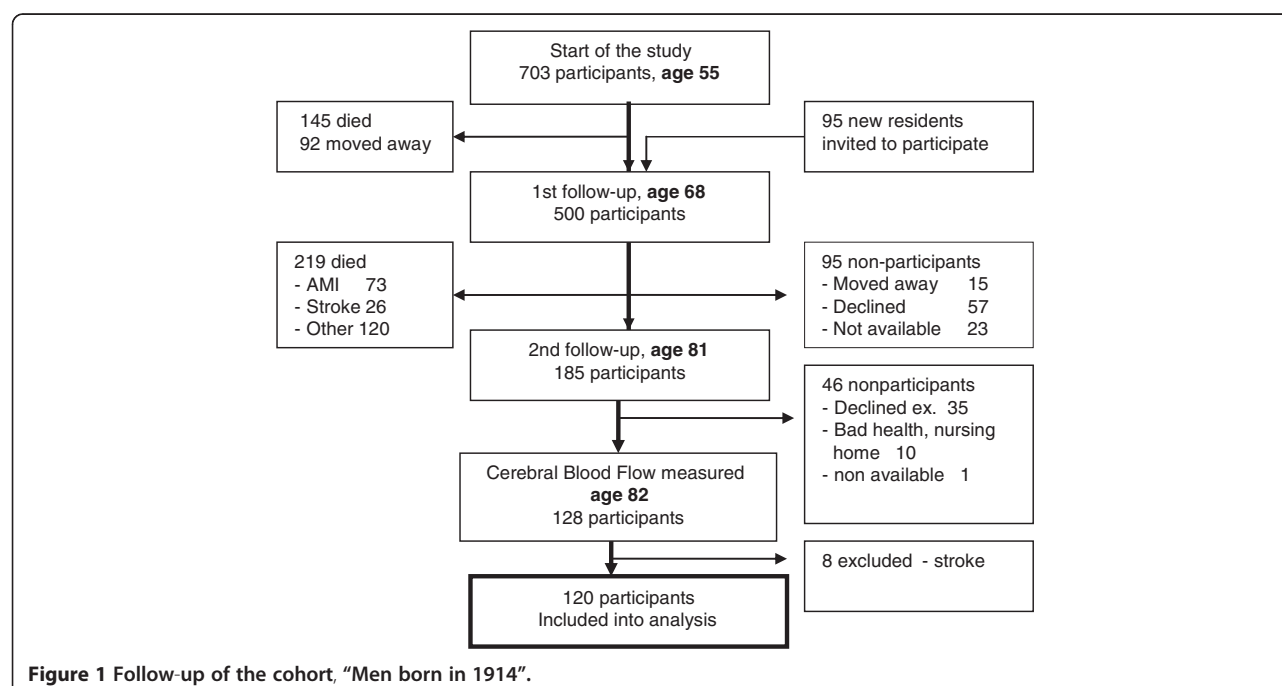 Start of the study
703 participants, age 55
145 died
92 moved away
95 new residents
invited to participate
1st follow-up, age 68
500 participants
219 died
- AMI 73
- Stroke 26
- Other 120
95 non-participants
- Moved away 15
- Declined 57
- Not available 23
2nd follow-up, age 81
185 participants
46 nonparticipants
- Declined ex. 35
- Bad health, nursing
home 10
- non available 1
Cerebral Blood Flow measured
age 82
128 participants
8 excluded - stroke
120 participants
Included into analysis
Figure 1 Follow-up of the cohort, “Men born in 1914”.